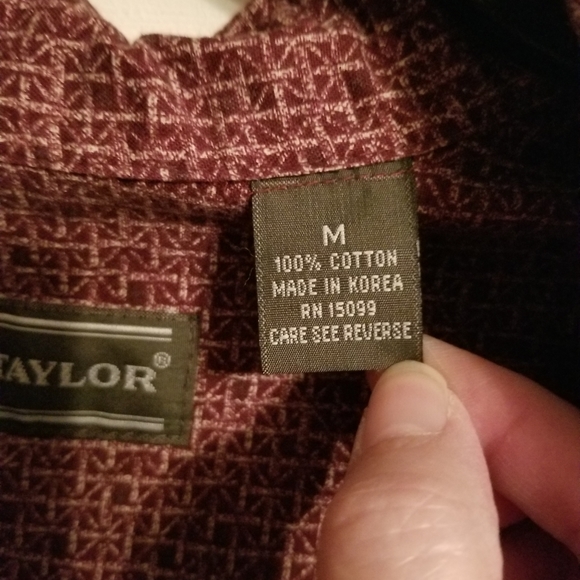 TAYLOR®
M
100% COTTON
MADE IN KOREA
RN 15099
CARE SEE REVERSE